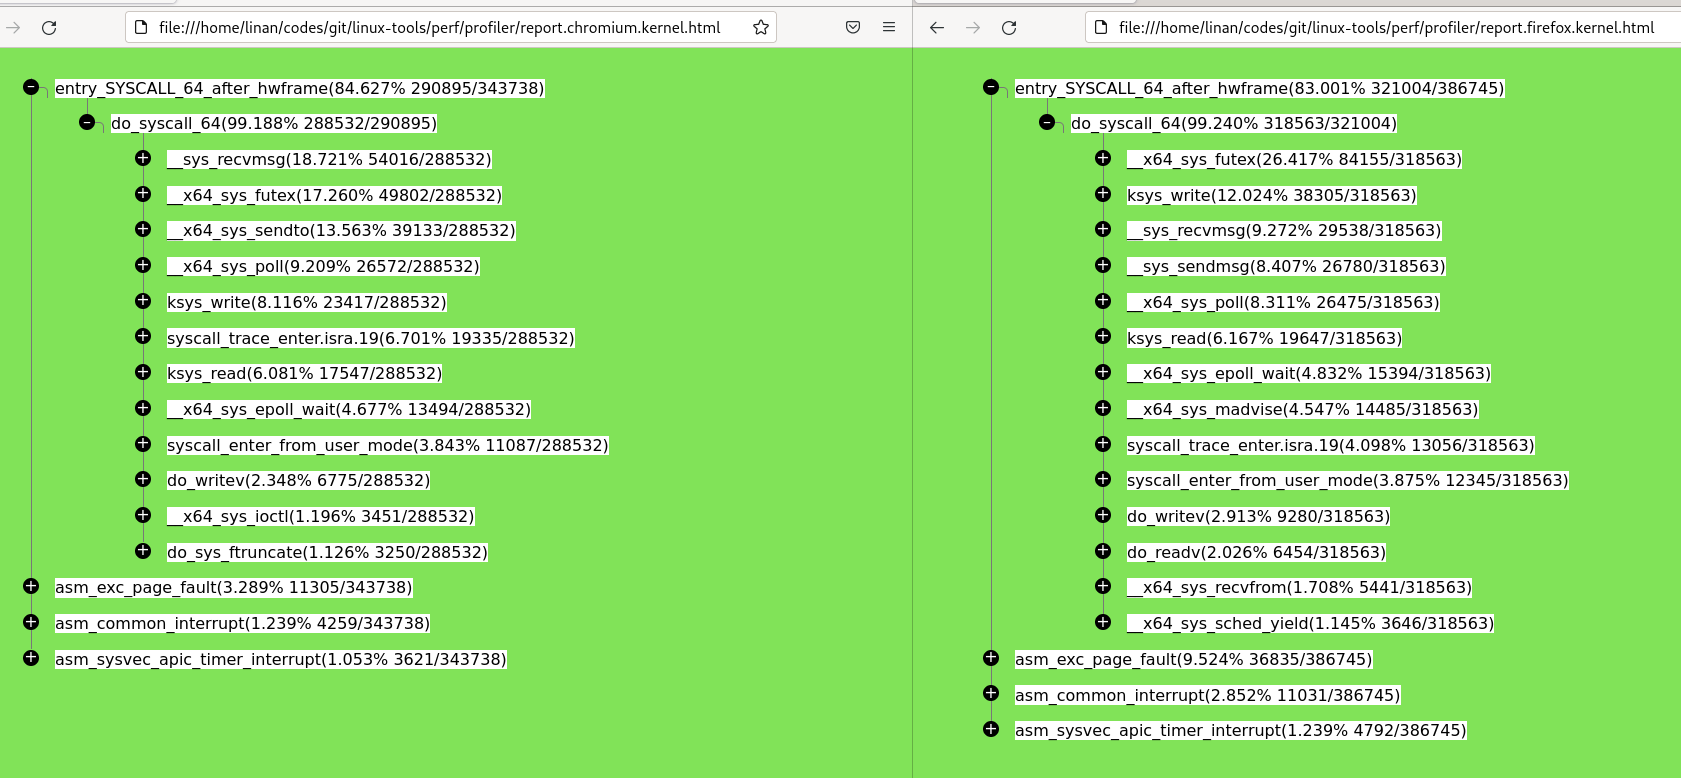 file:///home/linan/codes/git/linux-tools/perf/profiler/report.chromium.kernel.html
entry_SYSCALL_64_after_hwframe(84.627% 290895/343738)
do_syscall_64(99.188% 288532/290895)
__sys_recvmsg(18.721% 54016/288532)
__x64_sys_futex(17.260% 49802/288532)
__x64_sys_sendto(13.563% 39133/288532)
__x64_sys_poll(9.209% 26572/288532)
ksys_write(8.116% 23417/288532)
syscall_trace_enter.isra.19(6.701% 19335/288532)
ksys_read(6.081% 17547/288532)
__x64_sys_epoll_wait(4.677% 13494/288532)
syscall_enter_from_user_mode(3.843% 11087/288532)
do_writev(2.348% 6775/288532)
__x64_sys_ioctl(1.196% 3451/288532)
do_sys_ftruncate(1.126% 3250/288532)
asm_exc_page_fault(3.289% 11305/343738)
asm_common_interrupt(1.239% 4259/343738)
asm_sysvec_apic_timer_interrupt(1.053% 3621/343738)
file:///home/linan/codes/git/linux-tools/perf/profiler/report.firefox.kernel.html
entry_SYSCALL_64_after_hwframe(83.001% 321004/386745)
do_syscall_64(99.240% 318563/321004)
__x64_sys_futex(26.417% 84155/318563)
ksys_write(12.024% 38305/318563)
__sys_recvmsg(9.272% 29538/318563)
__sys_sendmsg(8.407% 26780/318563)
__x64_sys_poll(8.311% 26475/318563)
ksys_read(6.167% 19647/318563)
__x64_sys_epoll_wait(4.832% 15394/318563)
__x64_sys_madvise(4.547% 14485/318563)
syscall_trace_enter.isra.19(4.098% 13056/318563)
syscall_enter_from_user_mode(3.875% 12345/318563)
do_writev(2.913% 9280/318563)
do_readv(2.026% 6454/318563)
__x64_sys_recvfrom(1.708% 5441/318563)
__x64_sys_sched_yield(1.145% 3646/318563)
asm_exc_page_fault(9.524% 36835/386745)
asm_common_interrupt(2.852% 11031/386745)
asm_sysvec_apic_timer_interrupt(1.239% 4792/386745)